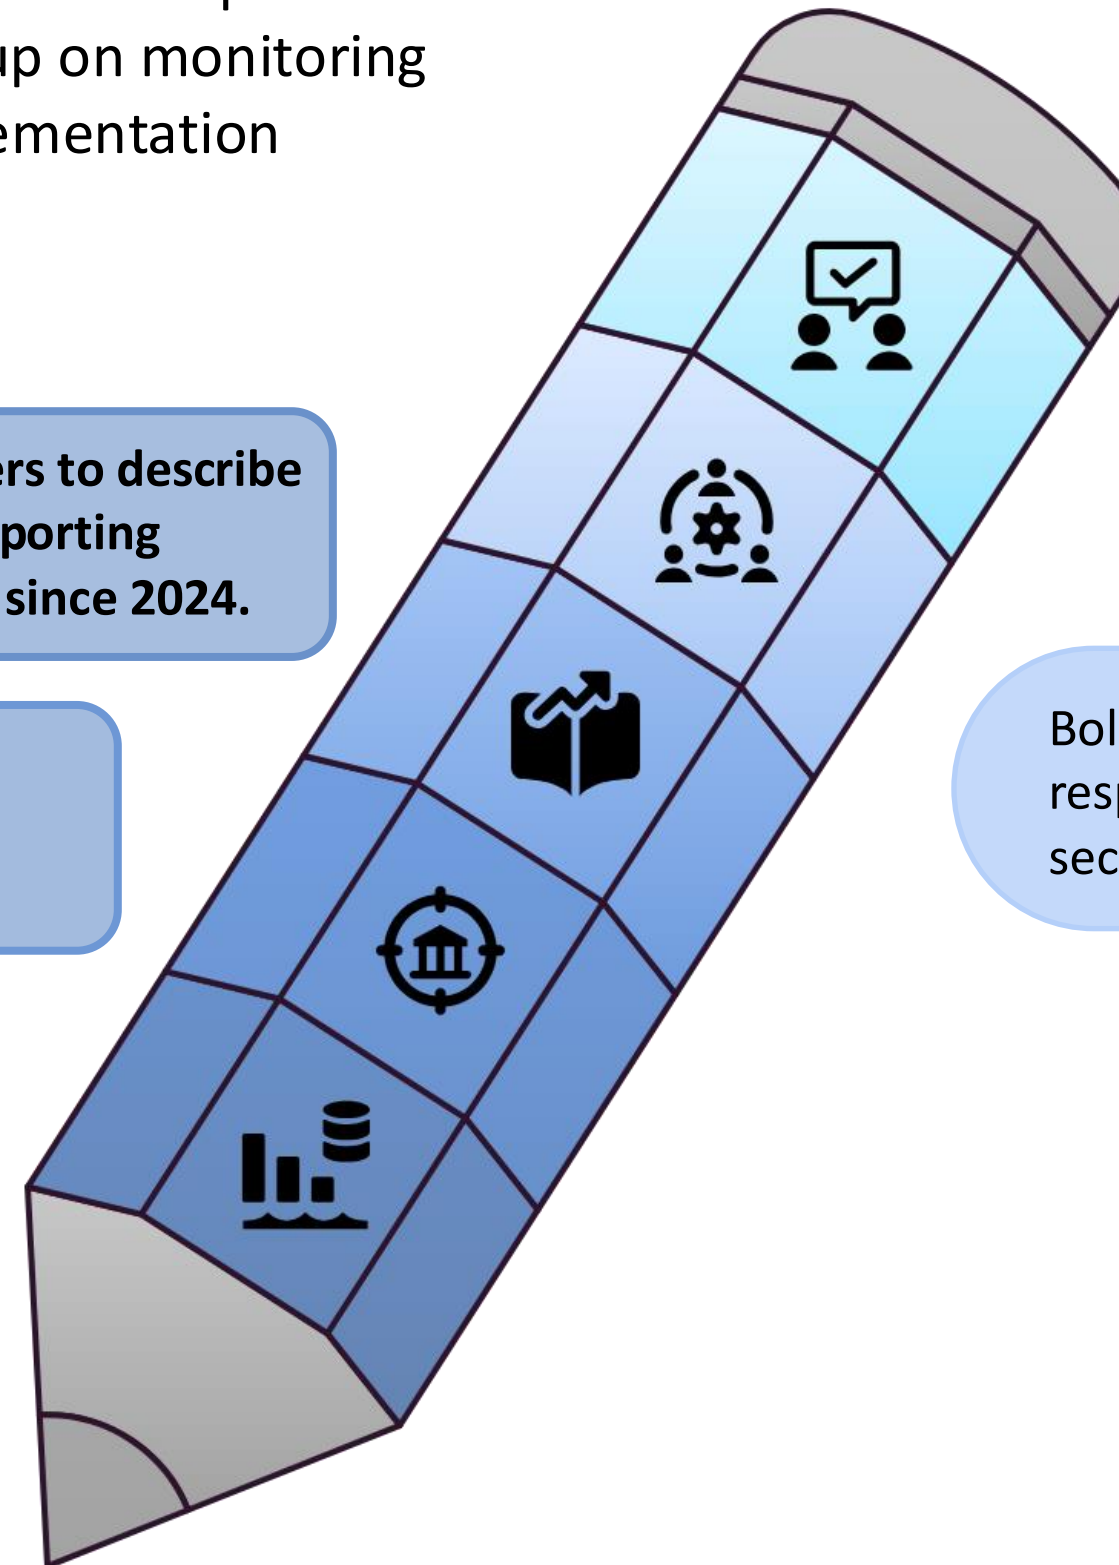 up on monitoring
ementation
ers to describe
porting
since 2024.
Bol
resp
sec